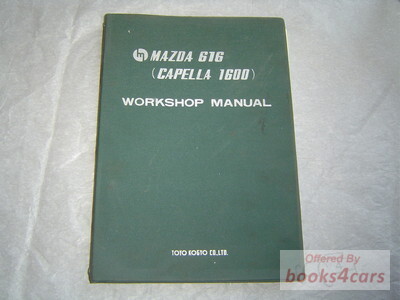 MAZDA 616
(CAPELLA 1600)
WORKSHOP MANUAL
TOYO KOGYO CO., LTD.
Offered By
books4cars